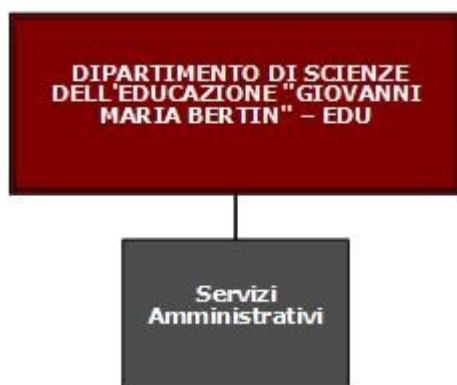 DIPARTIMENTO DI SCIENZE
DELL'EDUCAZIONE "GIOVANNI
MARIA BERTIN" – EDU
Servizi
Amministrativi